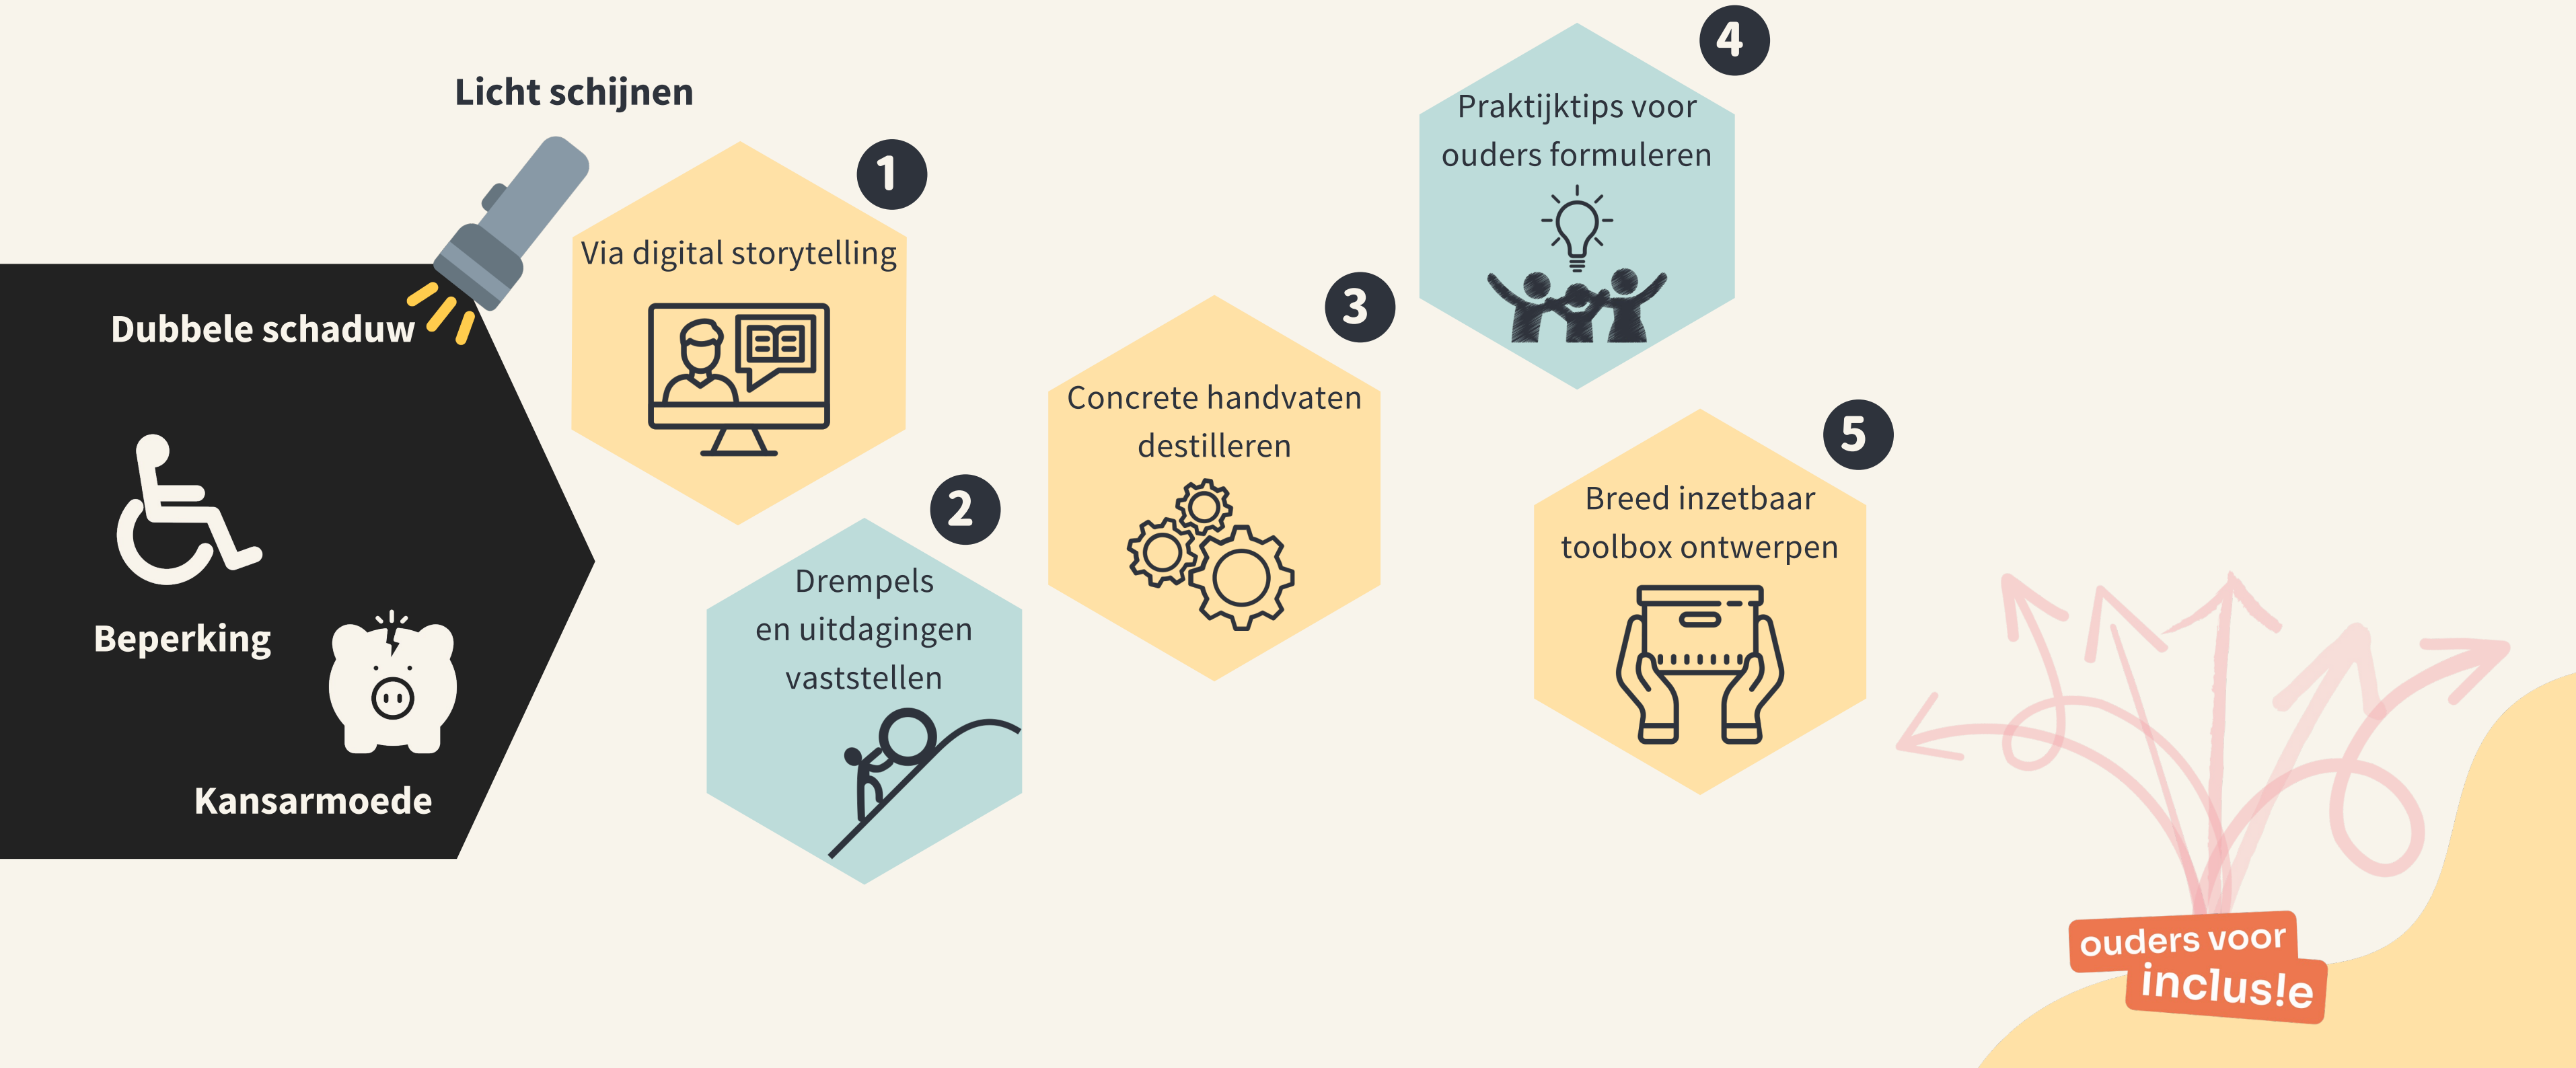 Licht schijnen
Dubbele schaduw
Beperking
Kansarmoede
1
Via digital storytelling
2
Drempels
en uitdagingen
vaststellen
3
Concrete handvaten
destilleren
4
Praktijktips voor
ouders formuleren
5
Breed inzetbaar
toolbox ontwerpen
ouders voor
inclus!e